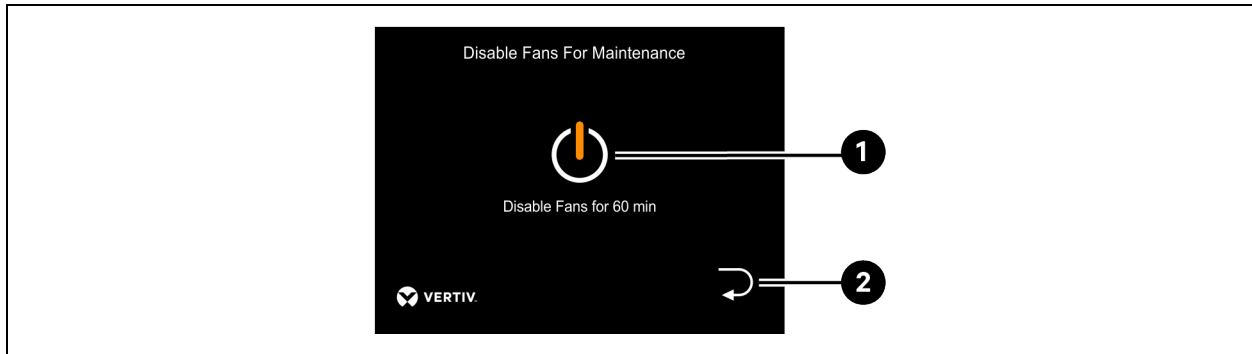 Disable Fans For Maintenance
1
Disable Fans for 60 min
2
VERTIV.